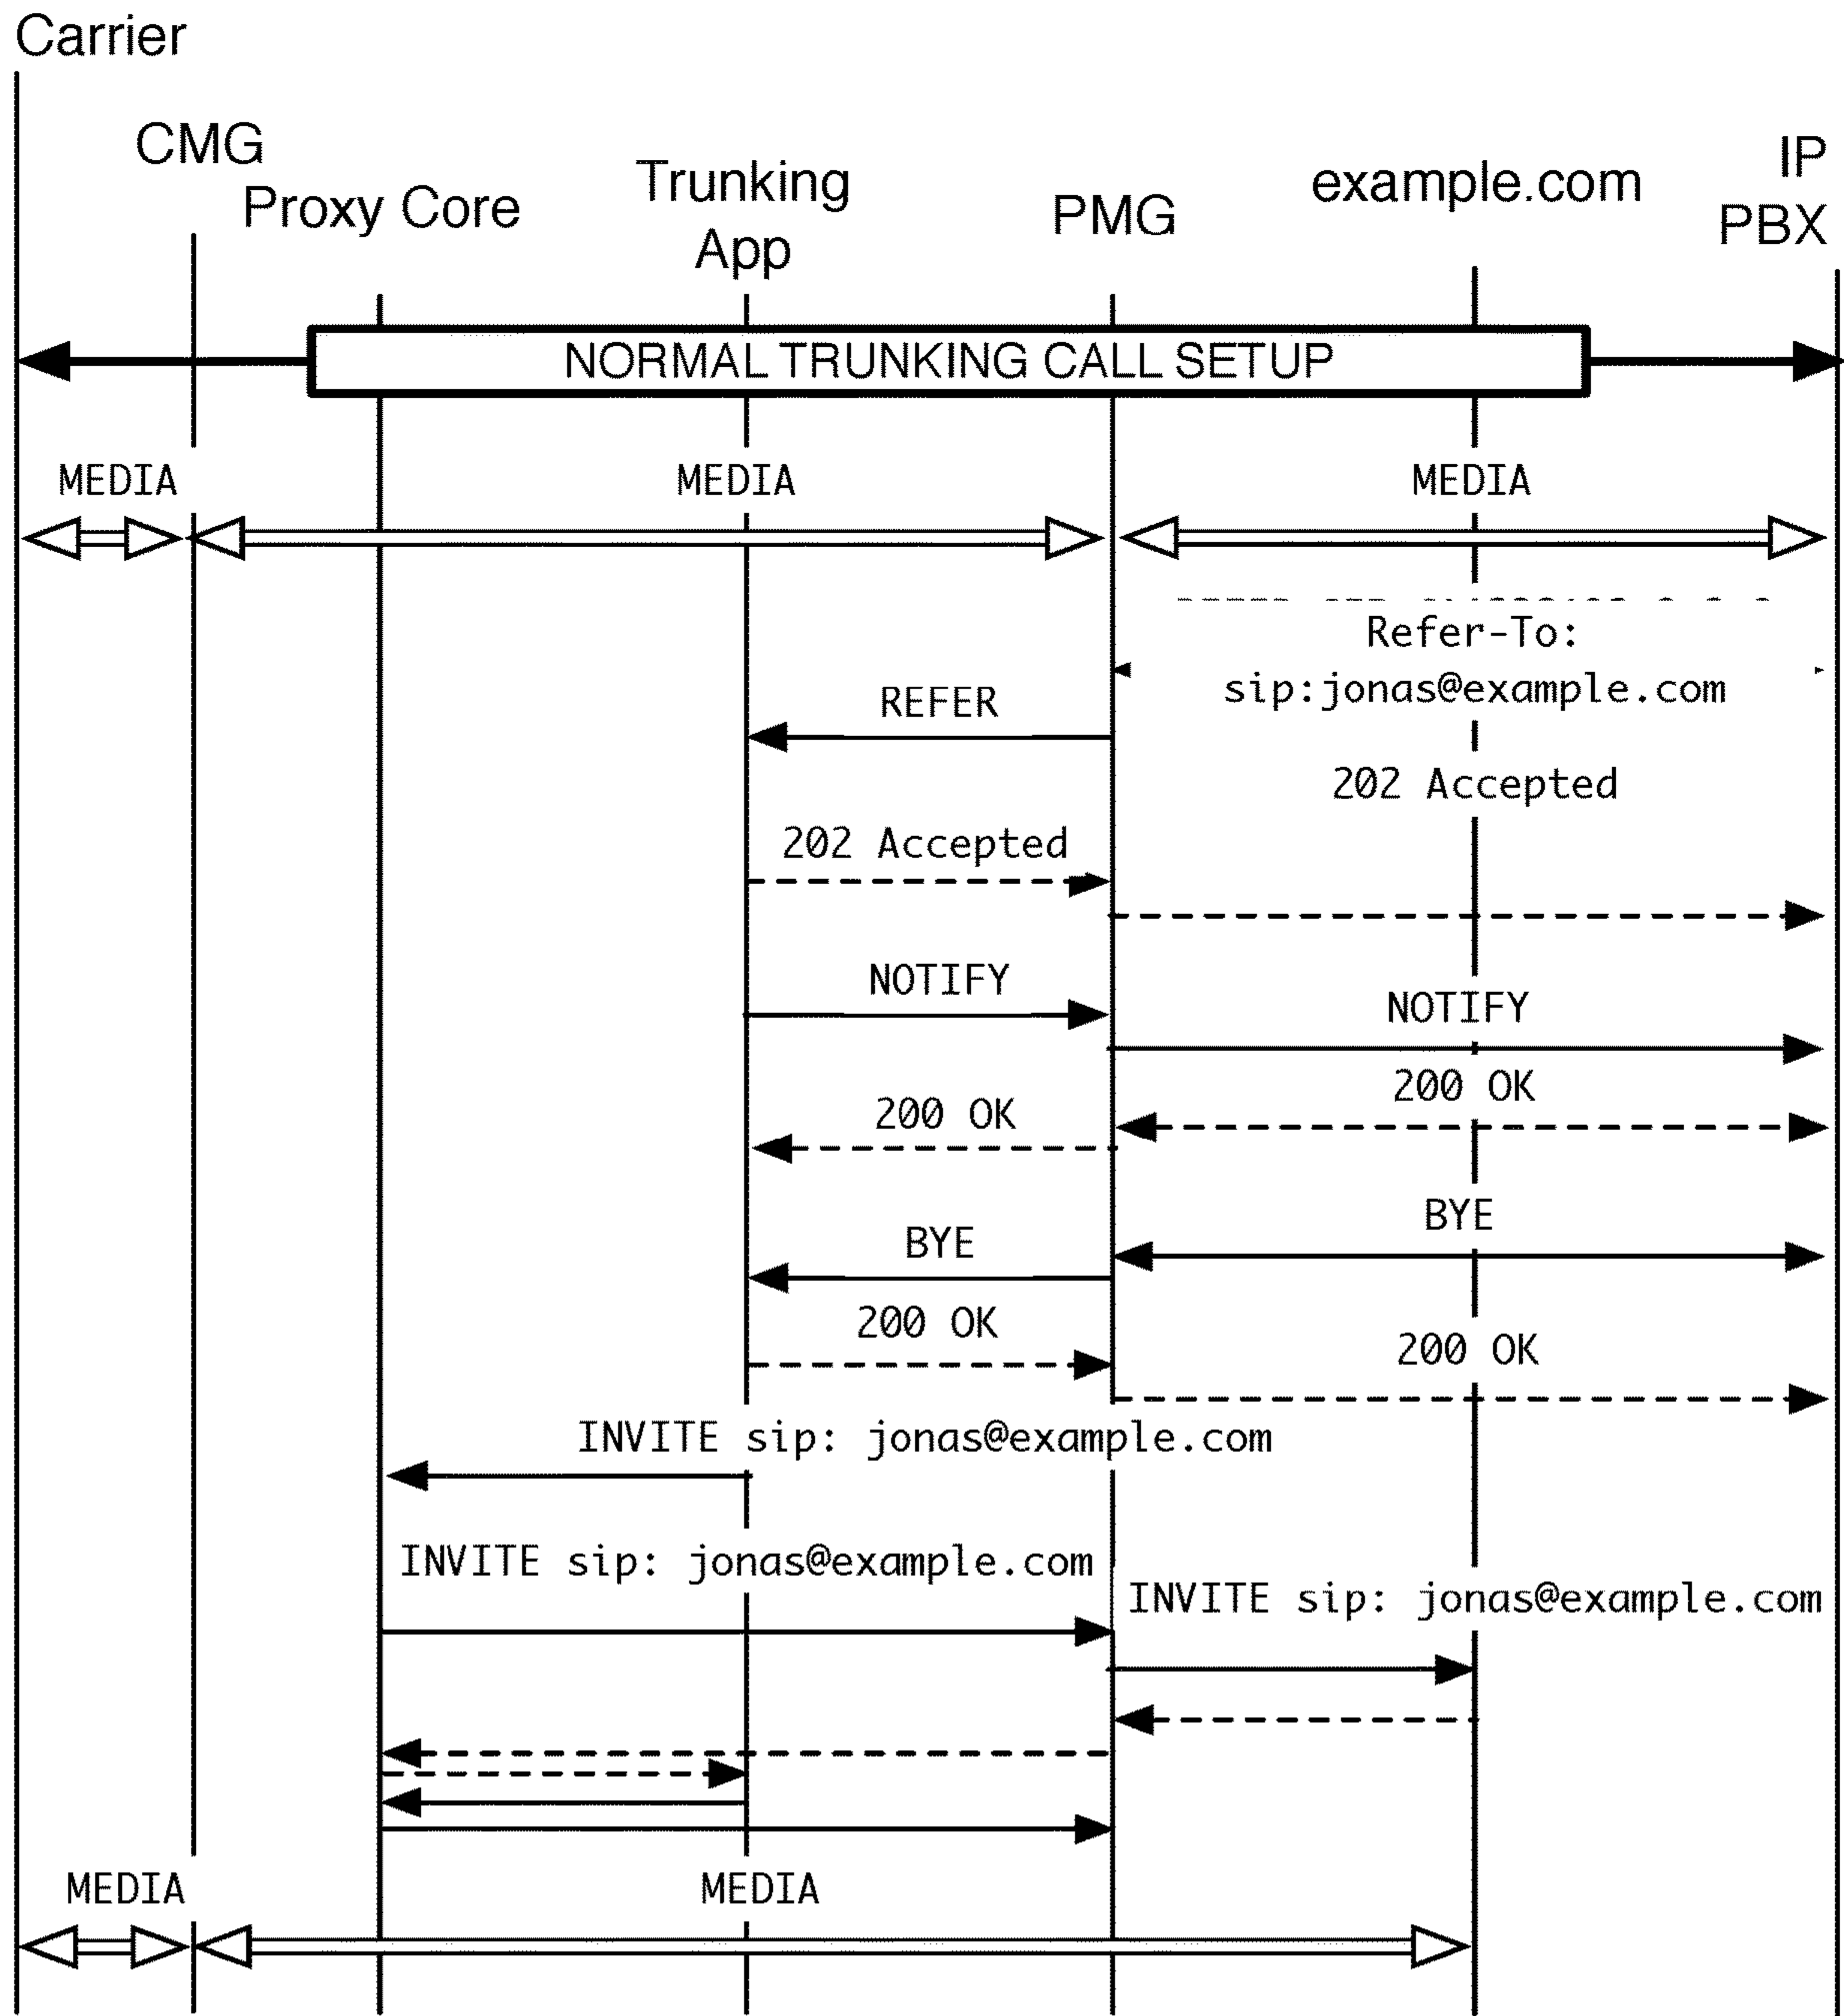 Carrier
CMG
Proxy Core
Trunking
App
PMG
example.com
IP
PBX
NORMAL TRUNKING CALL SETUP
MEDIA
MEDIA
MEDIA
Refer-To:
sip:jonas@example.com
REFER
202 Accepted
202 Accepted
NOTIFY
NOTIFY
200 OK
200 OK
BYE
BYE
200 OK
200 OK
INVITE sip: jonas@example.com
INVITE sip: jonas@example.com
INVITE sip: jonas@example.com
MEDIA
MEDIA